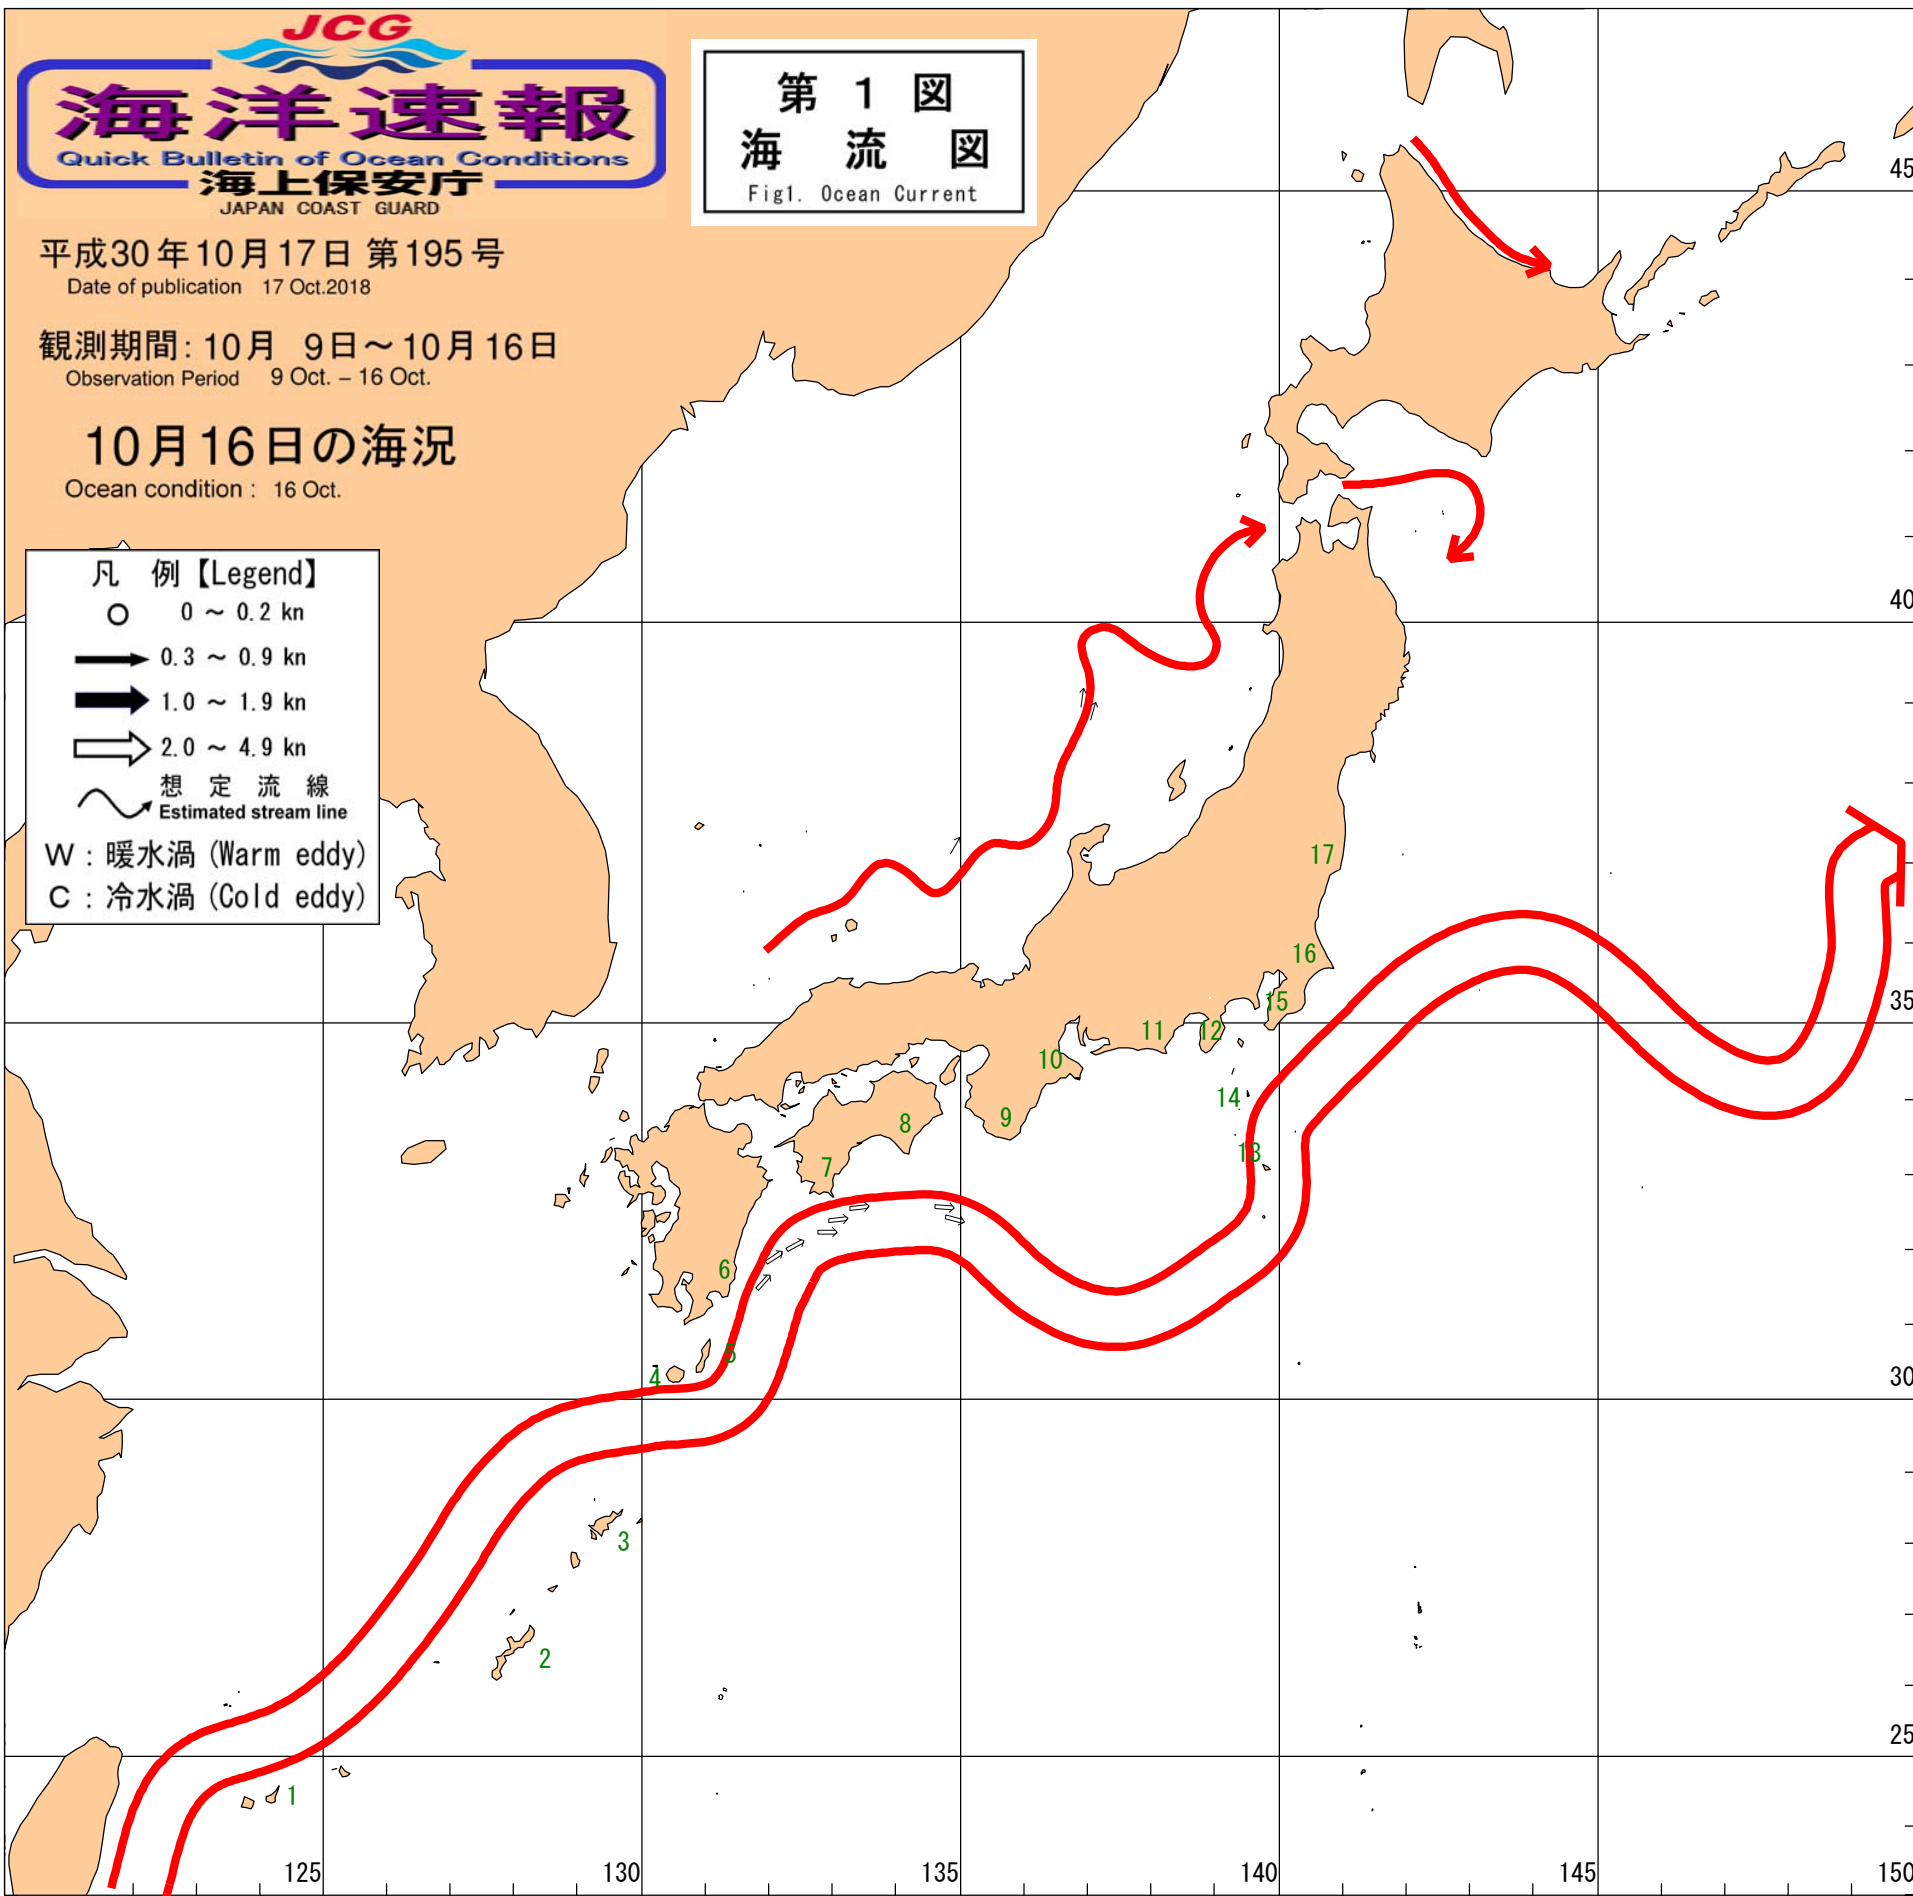 JCG
海洋速報
Quick Bulletin of Ocean Conditions
海上保安庁
JAPAN COAST GUARD
第 1 図
海 流 図
Fig1. Ocean Current
平成30年10月17日 第195号
Date of publication 17 Oct.2018
観測期間: 10月 9日～10月16日
Observation Period 9 Oct. – 16 Oct.
10月16日の海況
Ocean condition : 16 Oct.
凡 例【Legend】
0 ～ 0.2 kn
0.3 ～ 0.9 kn
1.0 ～ 1.9 kn
2.0 ～ 4.9 kn
想 定 流 線
Estimated stream line
W : 暖水渦 (Warm eddy)
C : 冷水渦 (Cold eddy)
45
40
17
16
15
35
11
12
10
14
9
8
13
7
6
5
4
30
3
2
25
1
125
130
135
140
145
150